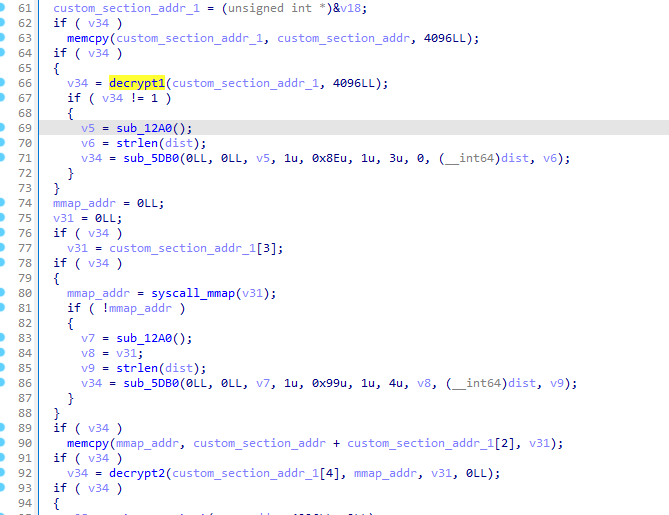 61 custom_section_addr_1 = (unsigned int *)&v18;
62 if ( v34 )
63 memcpy(custom_section_addr_1, custom_section_addr, 4096LL);
64 if ( v34 )
65 {
66 v34 = decrypt1(custom_section_addr_1, 4096LL);
67 if ( v34 != 1 )
68 {
69 v5 = sub_12A0();
70 v6 = strlen(dist);
71 v34 = sub_5DB0(0LL, 0LL, v5, 1u, 0x8Eu, 1u, 3u, 0, (__int64)dist, v6);
72 }
73 }
74 mmap_addr = 0LL;
75 v31 = 0LL;
76 if ( v34 )
77 v31 = custom_section_addr_1[3];
78 if ( v34 )
79 {
80 mmap_addr = syscall_mmap(v31);
81 if ( !mmap_addr )
82 {
83 v7 = sub_12A0();
84 v8 = v31;
85 v9 = strlen(dist);
86 v34 = sub_5DB0(0LL, 0LL, v7, 1u, 0x99u, 1u, 4u, v8, (__int64)dist, v9);
87 }
88 }
89 if ( v34 )
90 memcpy(mmap_addr, custom_section_addr + custom_section_addr_1[2], v31);
91 if ( v34 )
92 v34 = decrypt2(custom_section_addr_1[4], mmap_addr, v31, 0LL);
93 if ( v34 )
94 {